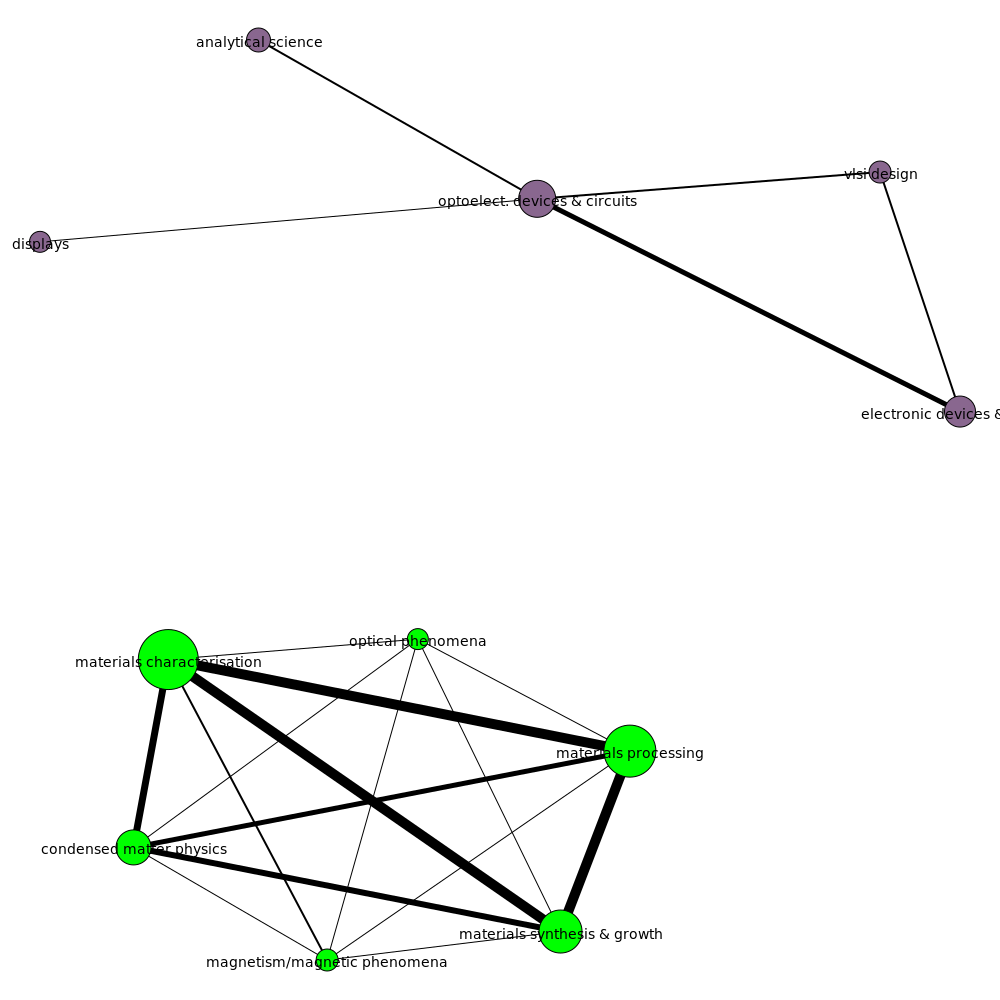 analytical science
vlsi design
optoelect. devices & circuits
displays
electronic devices &
optical phenomena
materials characterisation
materials processing
condensed matter physics
materials synthesis & growth
magnetism/magnetic phenomena